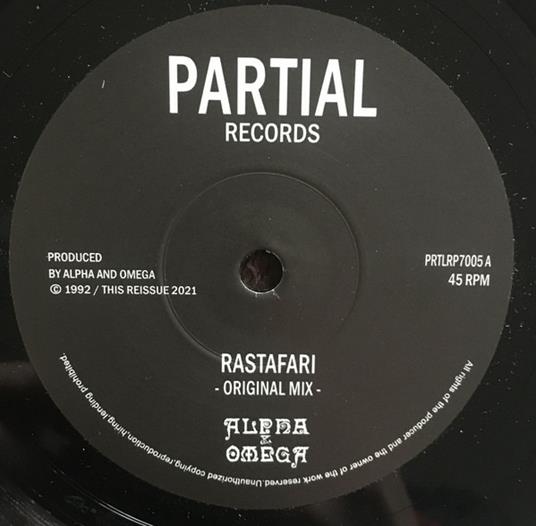 PARTIAL
RECORDS
PRODUCED
BY ALPHA AND OMEGA
© 1992 / THIS REISSUE 2021
PRTLRP7005 A
45 RPM
RASTAFARI
- ORIGINAL MIX -
ALPHA
&
OMEGA
All rights of the producer and the owner of the work reserved.Unauthorized copying,reproduction,hiring,lending prohibited.